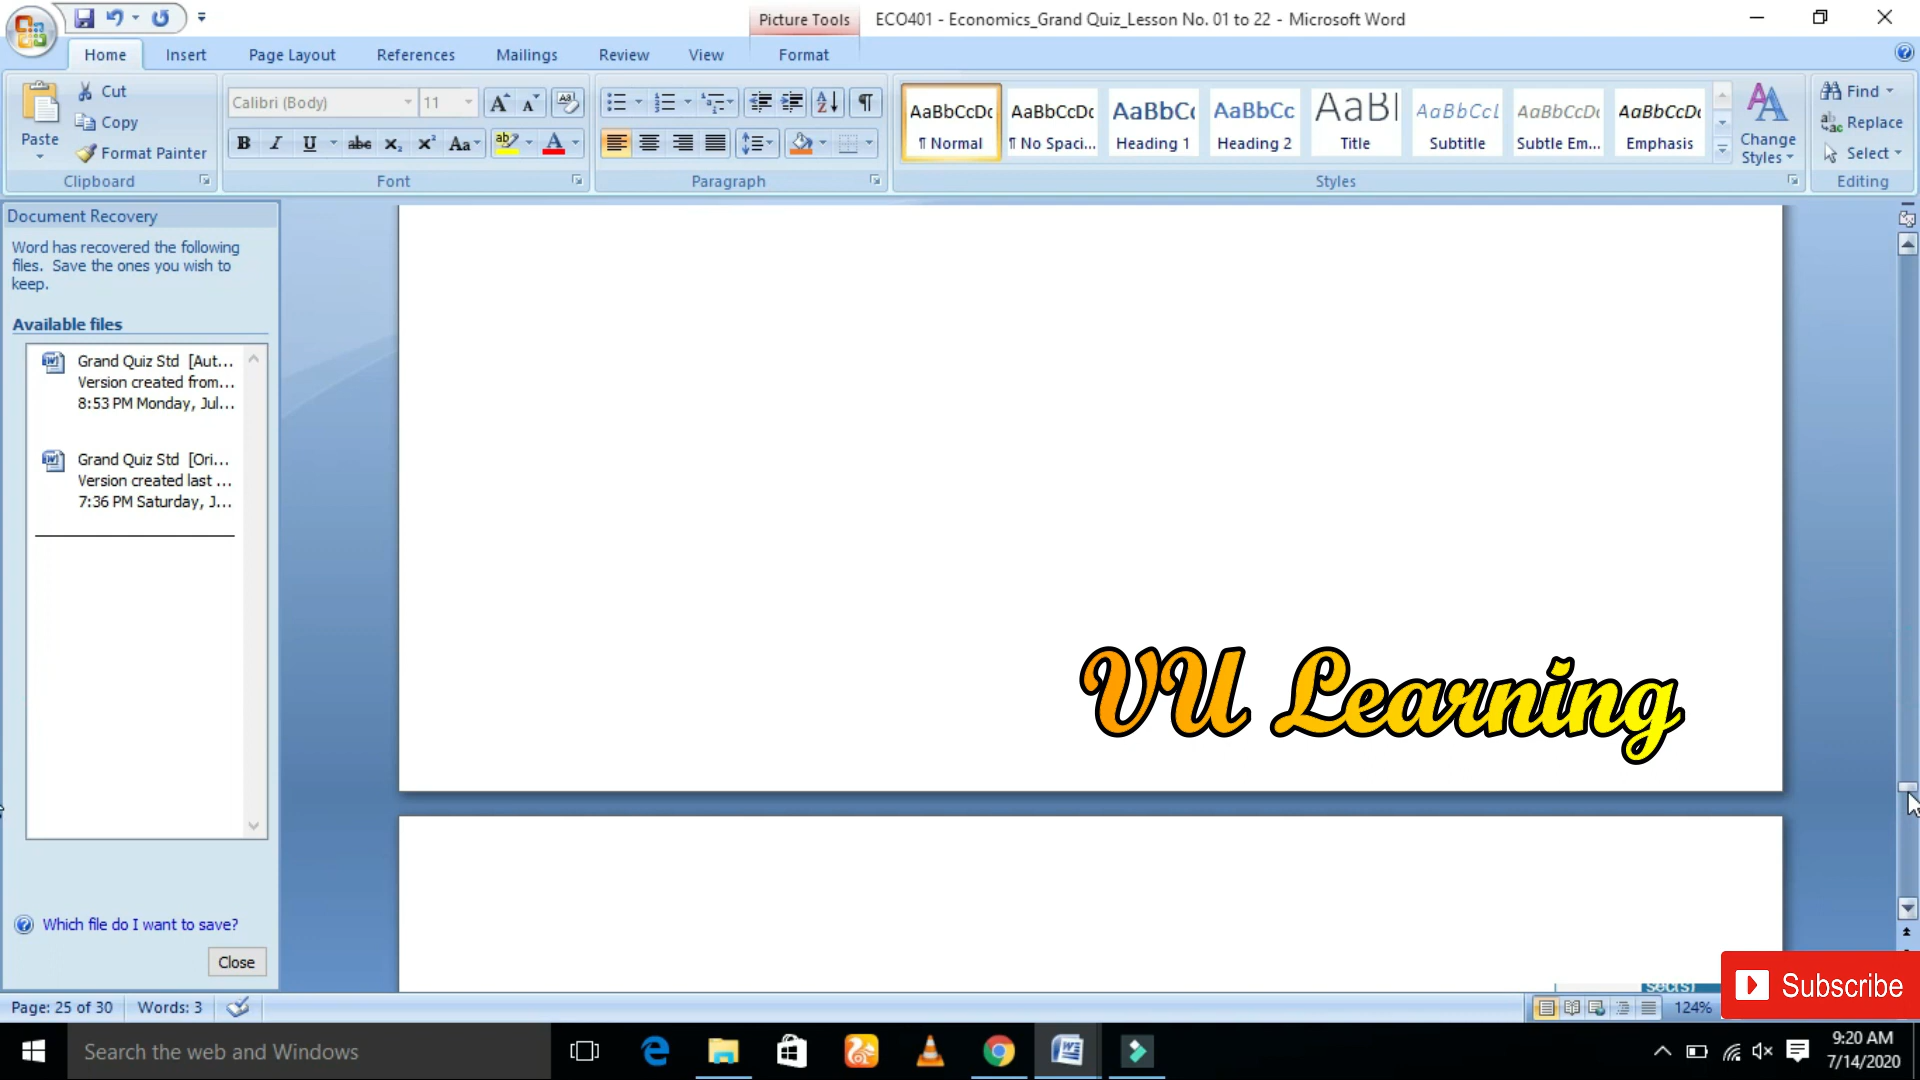 Picture Tools
ECO401 - Economics_Grand Quiz_Lesson No. 01 to 22 - Microsoft Word
Home Insert Page Layout References Mailings Review View Format
Paste
Cut
Copy
Format Painter
Clipboard
Calibri (Body) 11
B I U abc x₂ x² Aa ab A
Font
Paragraph
AaBbCcDc AaBbCcDc AaBbCc AaBbCc AaBl AaBbCcl AaBbCcDc AaBbCcDc
¶ Normal ¶ No Spaci... Heading 1 Heading 2 Title Subtitle Subtle Em... Emphasis
Change Styles
Styles
Find
Replace
Select
Editing
Document Recovery
Word has recovered the following
files. Save the ones you wish to
keep.
Available files
Grand Quiz Std [Aut...
Version created from...
8:53 PM Monday, Jul...
Grand Quiz Std [Ori...
Version created last ...
7:36 PM Saturday, J...
Which file do I want to save?
Close
VU Learning
sec(s)
Subscribe
Page: 25 of 30 Words: 3
124%
Search the web and Windows
9:20 AM
7/14/2020